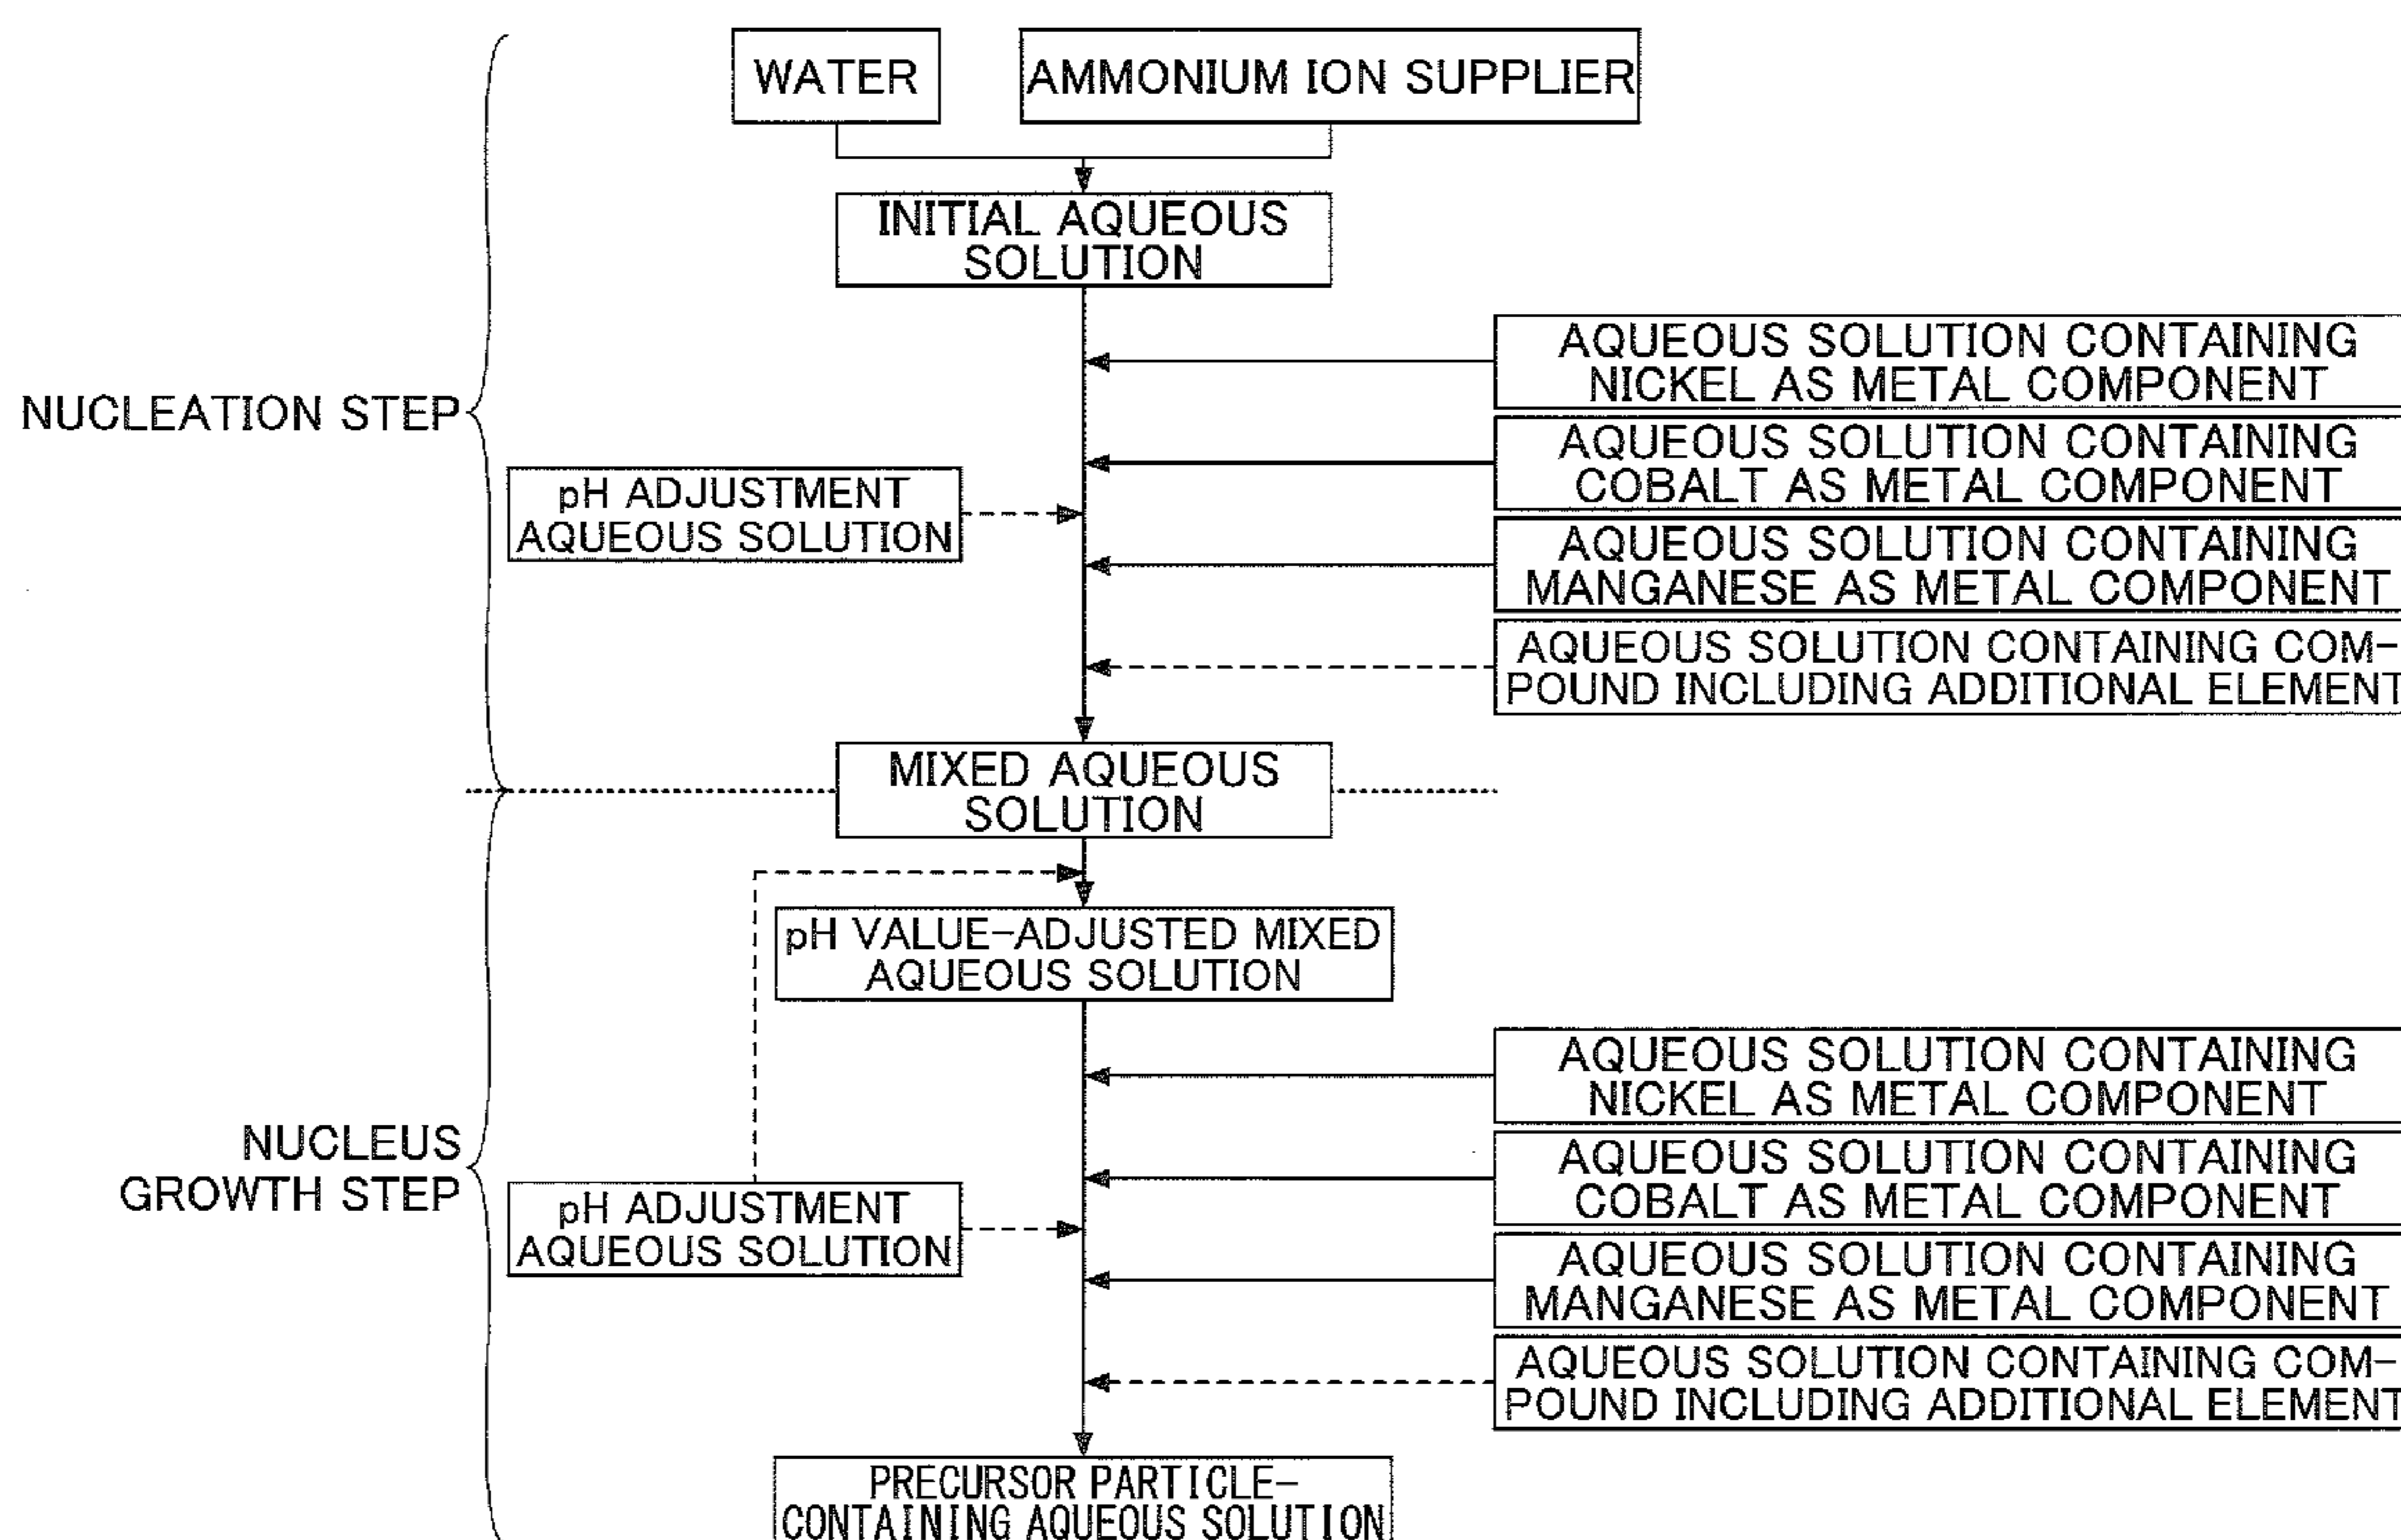 WATER
AMMONIUM ION SUPPLIER
INITIAL AQUEOUS
SOLUTION
NUCLEATION STEP
AQUEOUS SOLUTION CONTAINING
NICKEL AS METAL COMPONENT
AQUEOUS SOLUTION CONTAINING
COBALT AS METAL COMPONENT
pH ADJUSTMENT
AQUEOUS SOLUTION
AQUEOUS SOLUTION CONTAINING
MANGANESE AS METAL COMPONENT
AQUEOUS SOLUTION CONTAINING COM-
POUND INCLUDING ADDITIONAL ELEMENT
MIXED AQUEOUS
SOLUTION
pH VALUE-ADJUSTED MIXED
AQUEOUS SOLUTION
NUCLEUS
GROWTH STEP
AQUEOUS SOLUTION CONTAINING
NICKEL AS METAL COMPONENT
AQUEOUS SOLUTION CONTAINING
COBALT AS METAL COMPONENT
pH ADJUSTMENT
AQUEOUS SOLUTION
AQUEOUS SOLUTION CONTAINING
MANGANESE AS METAL COMPONENT
AQUEOUS SOLUTION CONTAINING COM-
POUND INCLUDING ADDITIONAL ELEMENT
PRECURSOR PARTICLE-
CONTAINING AQUEOUS SOLUTION